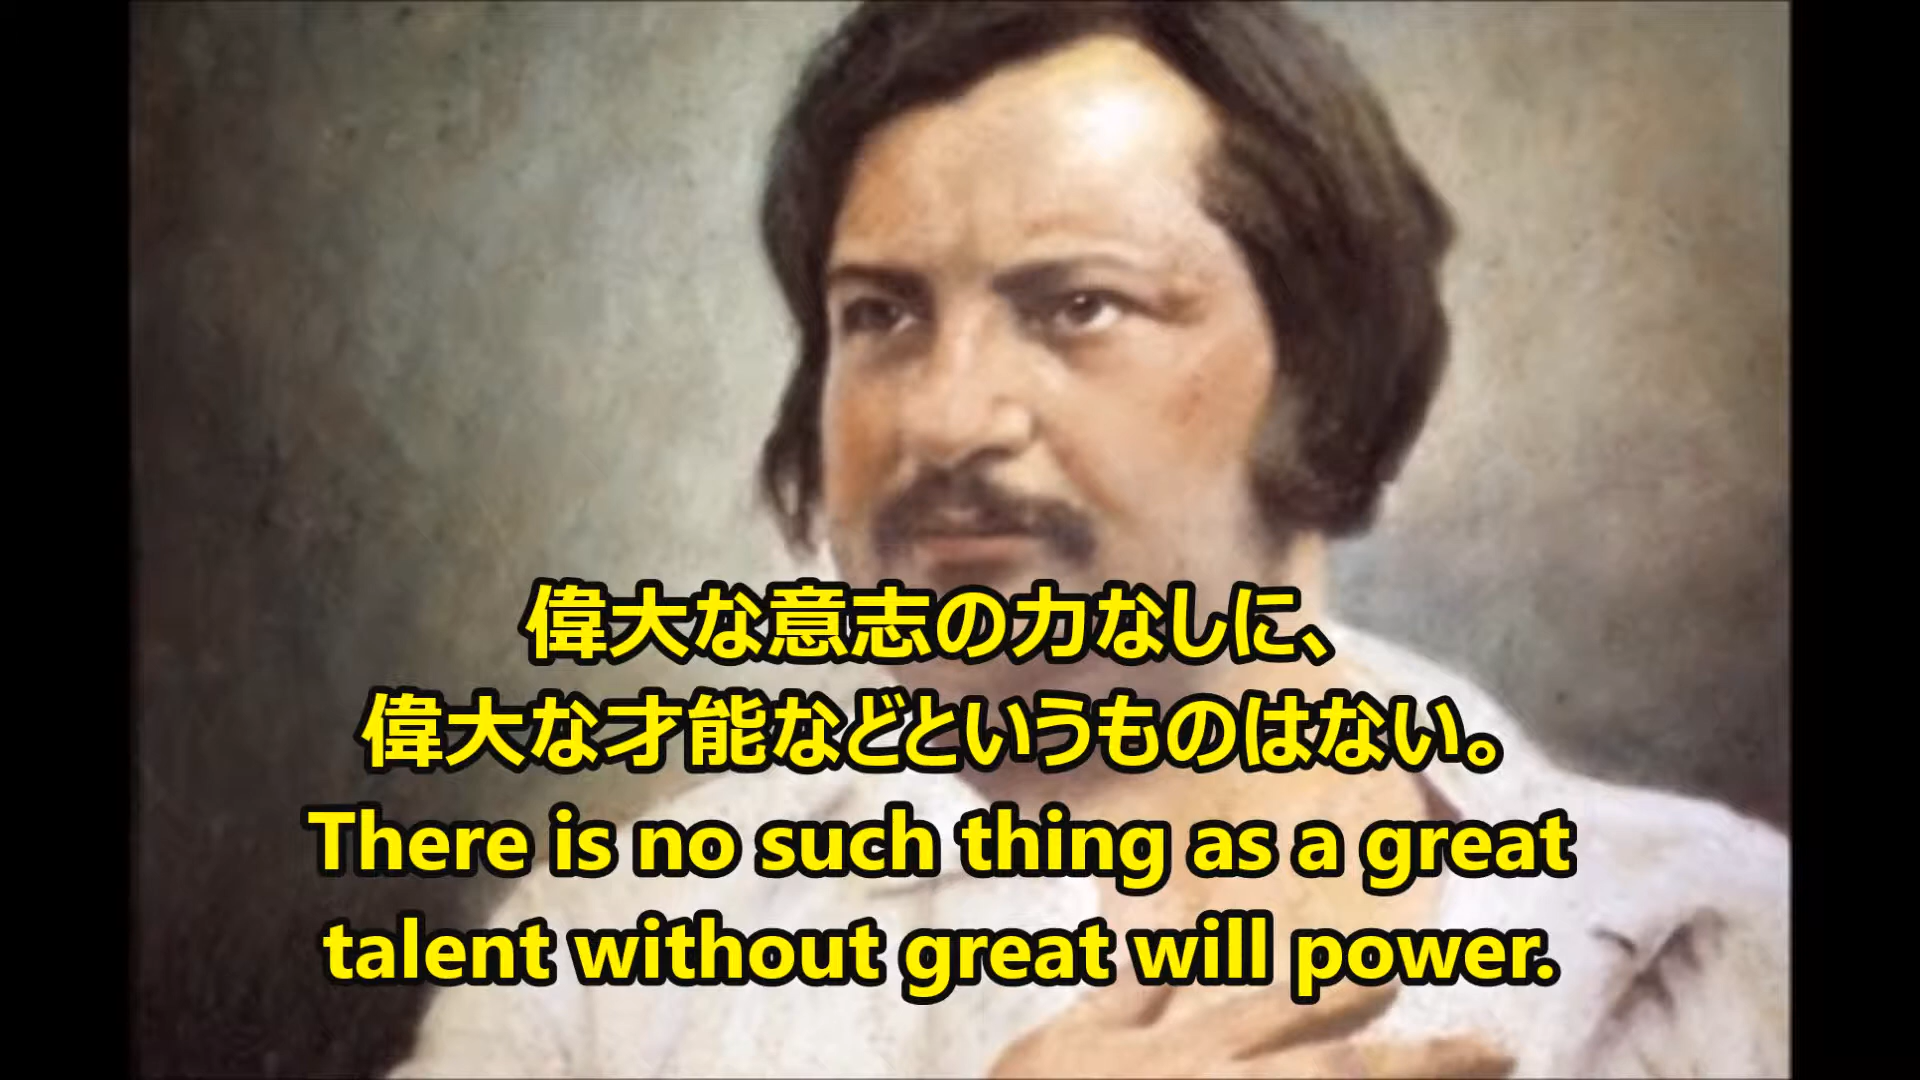 偉大な意志の力なしに、
偉大な才能などというものはない。
There is no such thing as a great
talent without great will power.